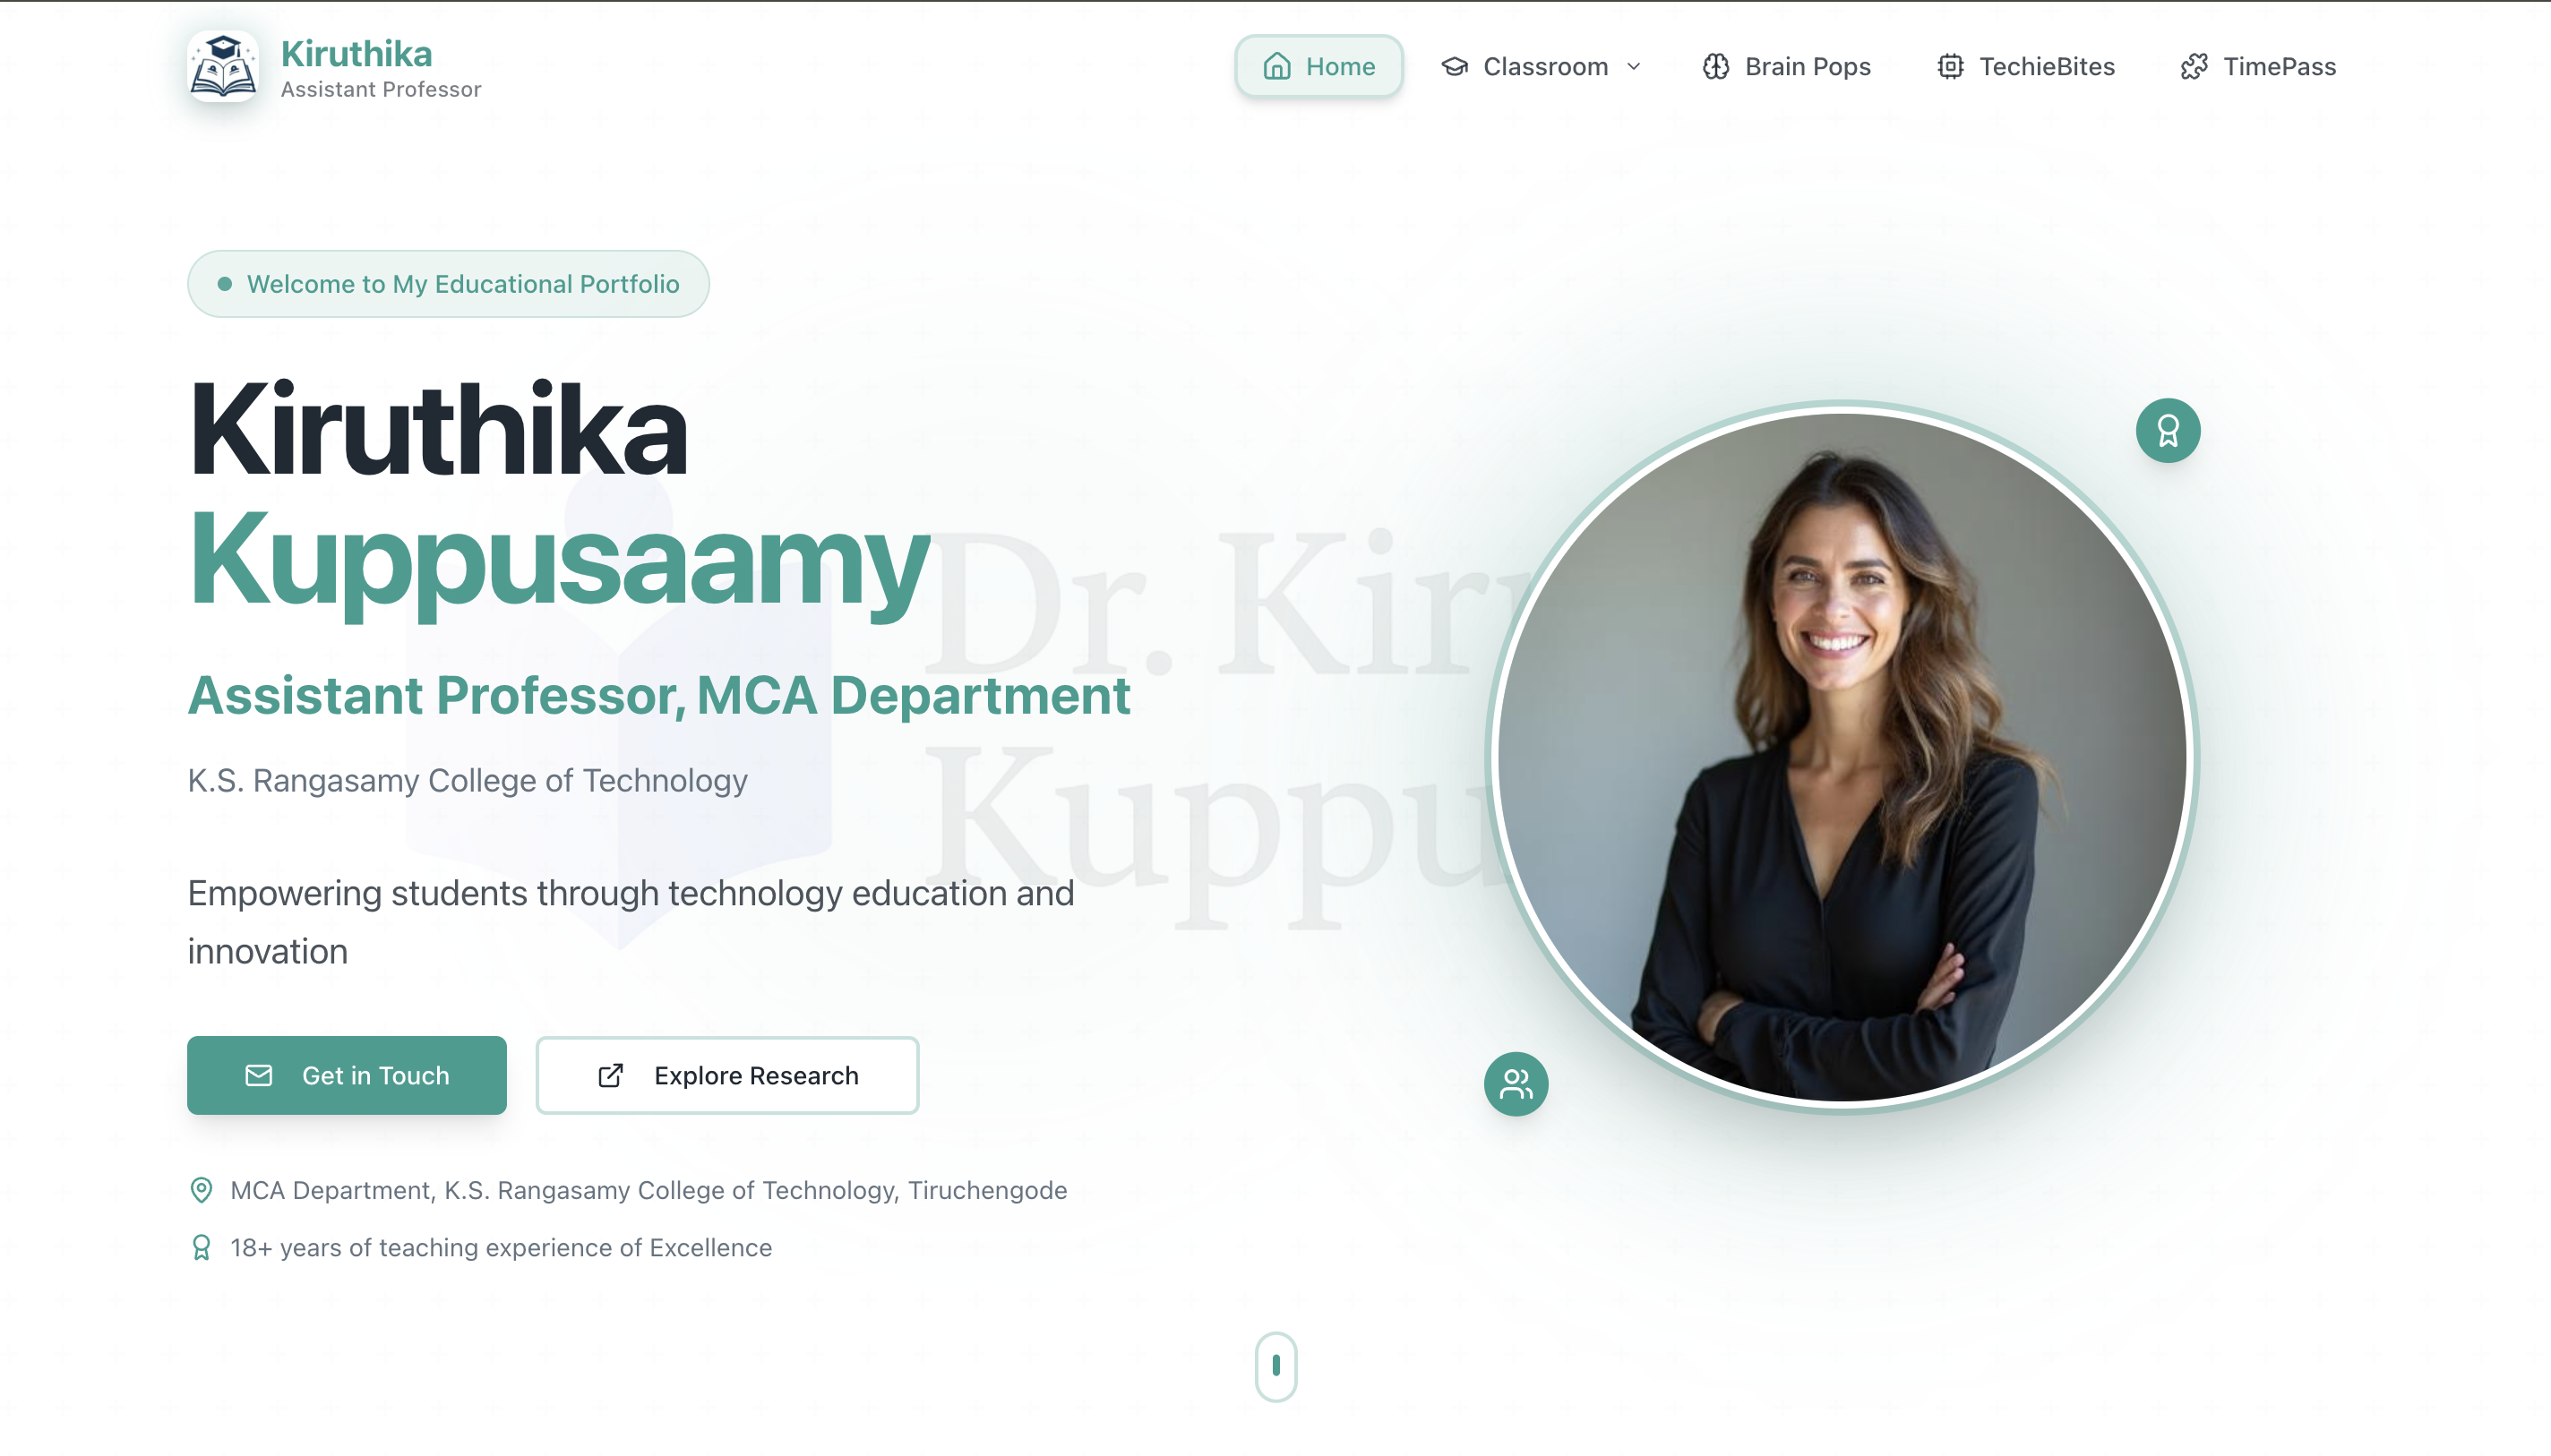 Kiruthika
Assistant Professor
Home
Classroom
Brain Pops
TechieBites
TimePass
Welcome to My Educational Portfolio
Kiruthika
Kuppusaamy
Dr. Kir
Kuppu
Assistant Professor, MCA Department
K.S. Rangasamy College of Technology
Empowering students through technology education and
innovation
Get in Touch
Explore Research
MCA Department, K.S. Rangasamy College of Technology, Tiruchengode
18+ years of teaching experience of Excellence